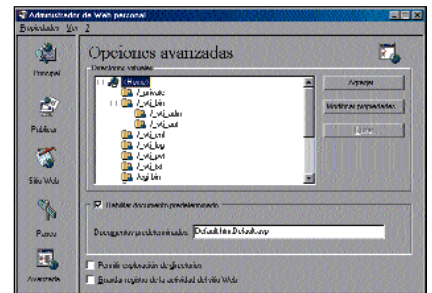 Administrador de Web personal
Propiedades Ver ?
Opciones avanzadas
Directorios virtuales
<Home>
/_private
/_vti_bin
/_vti_adm
/_vti_aut
/_vti_cnf
/_vti_log
/_vti_pvt
/_vti_txt
/cgi-bin
Agregar
Modificar propiedades...
Principal
Publicar
Sitio Web
Paseo
Avanzada
Habilitar documento predeterminado
Documentos predeterminados: Default.htm,Default.asp
Permitir exploración de directorios
Guardar registro de la actividad del sitio Web